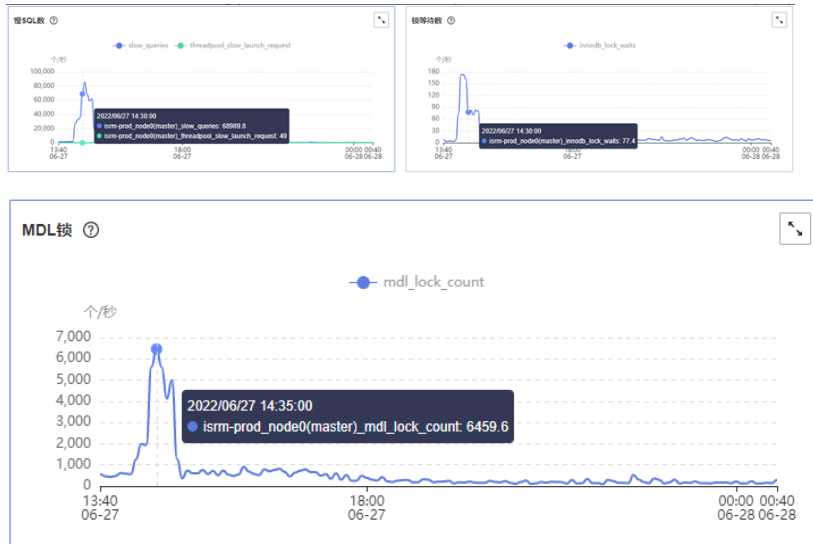 慢SQL数 ?
slow_queries threadpool_slow_launch_request
个/秒
100,000
80,000
60,000
40,000
20,000
0
2022/06/27 14:30:00
isrm-prod_node0(master)_slow_queries: 68989.8
isrm-prod_node0(master)_threadpool_slow_launch_request: 49
13:40 18:00 00:00 00:40
06-27 06-27 06-28 06-28
锁等待数 ?
innodb_lock_waits
个/秒
180
150
120
90
60
30
0
2022/06/27 14:30:00
isrm-prod_node0(master)_innodb_lock_waits: 77.4
13:40 18:00 00:00 00:40
06-27 06-27 06-28 06-28
MDL锁 ?
mdl_lock_count
个/秒
7,000
6,000
5,000
4,000
3,000
2,000
1,000
0
2022/06/27 14:35:00
isrm-prod_node0(master)_mdl_lock_count: 6459.6
13:40 18:00 00:00 00:40
06-27 06-27 06-28 06-28